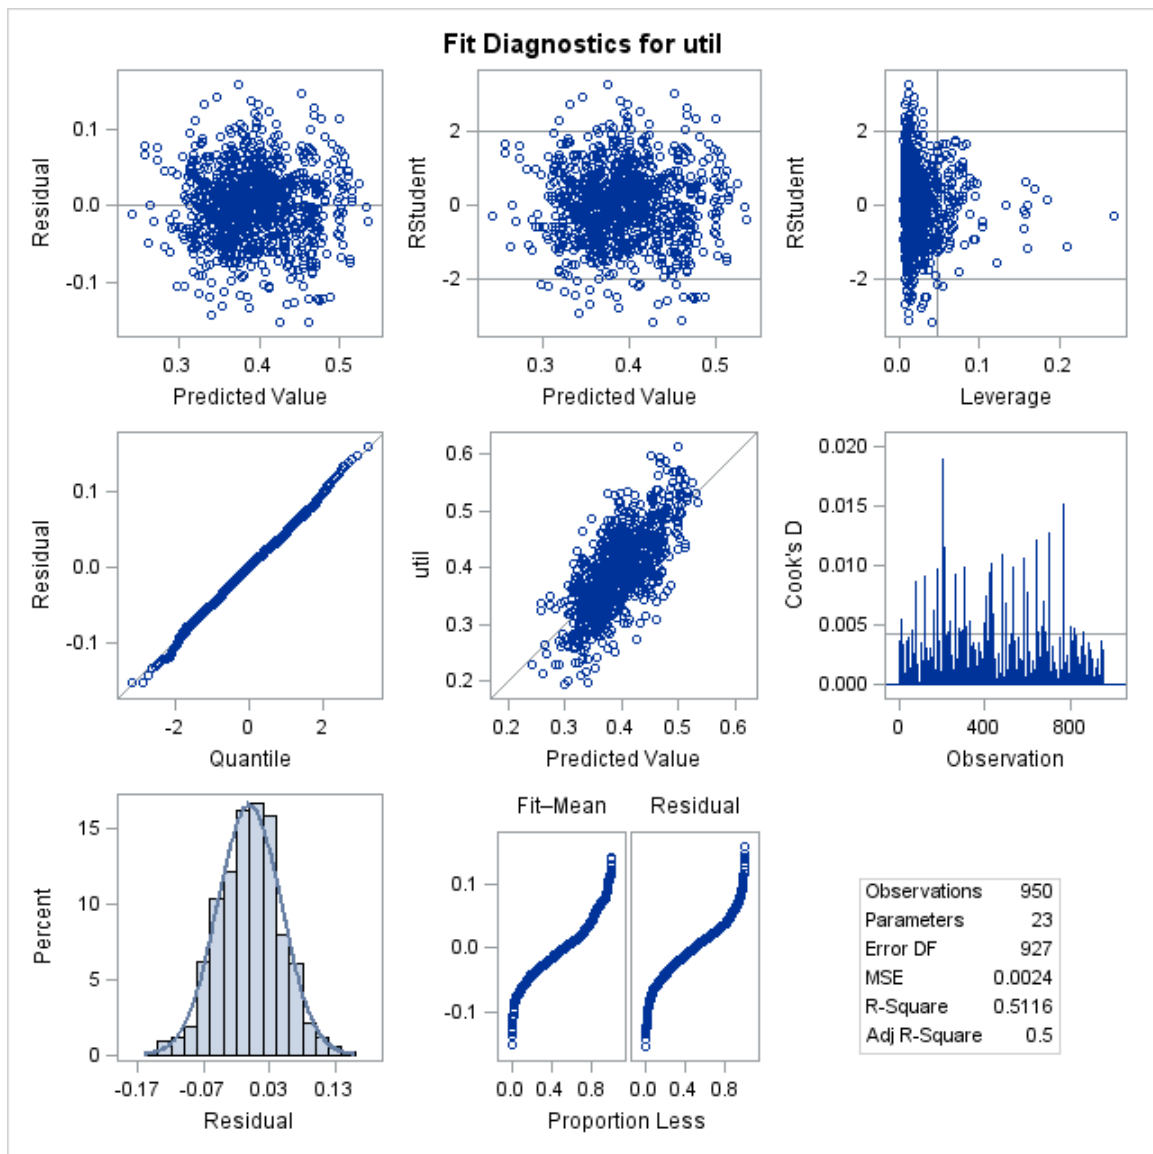 Fit Diagnostics for util
Residual
0.1
0.0
-0.1
0.3 0.4 0.5
Predicted Value
RStudent
2
0
-2
0.3 0.4 0.5
Predicted Value
RStudent
2
0
-2
0.0 0.1 0.2
Leverage
Residual
0.1
0.0
-0.1
-2 0 2
Quantile
util
0.6
0.5
0.4
0.3
0.2
0.2 0.3 0.4 0.5 0.6
Predicted Value
Cook's D
0.020
0.015
0.010
0.005
0.000
0 400 800
Observation
Percent
15
10
5
0
-0.17 -0.07 0.03 0.13
Residual
Fit–Mean Residual
0.1
0.0
-0.1
0.0 0.4 0.8 0.0 0.4 0.8
Proportion Less
Observations 950
Parameters 23
Error DF 927
MSE 0.0024
R-Square 0.5116
Adj R-Square 0.5